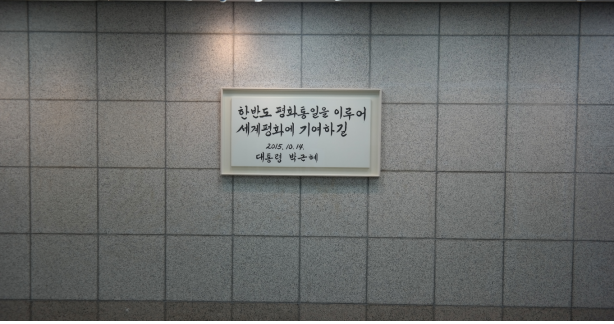 한반도 평화통일을 이루어
세계평화에 기여하길
2015. 10. 14.
대통령 박근혜